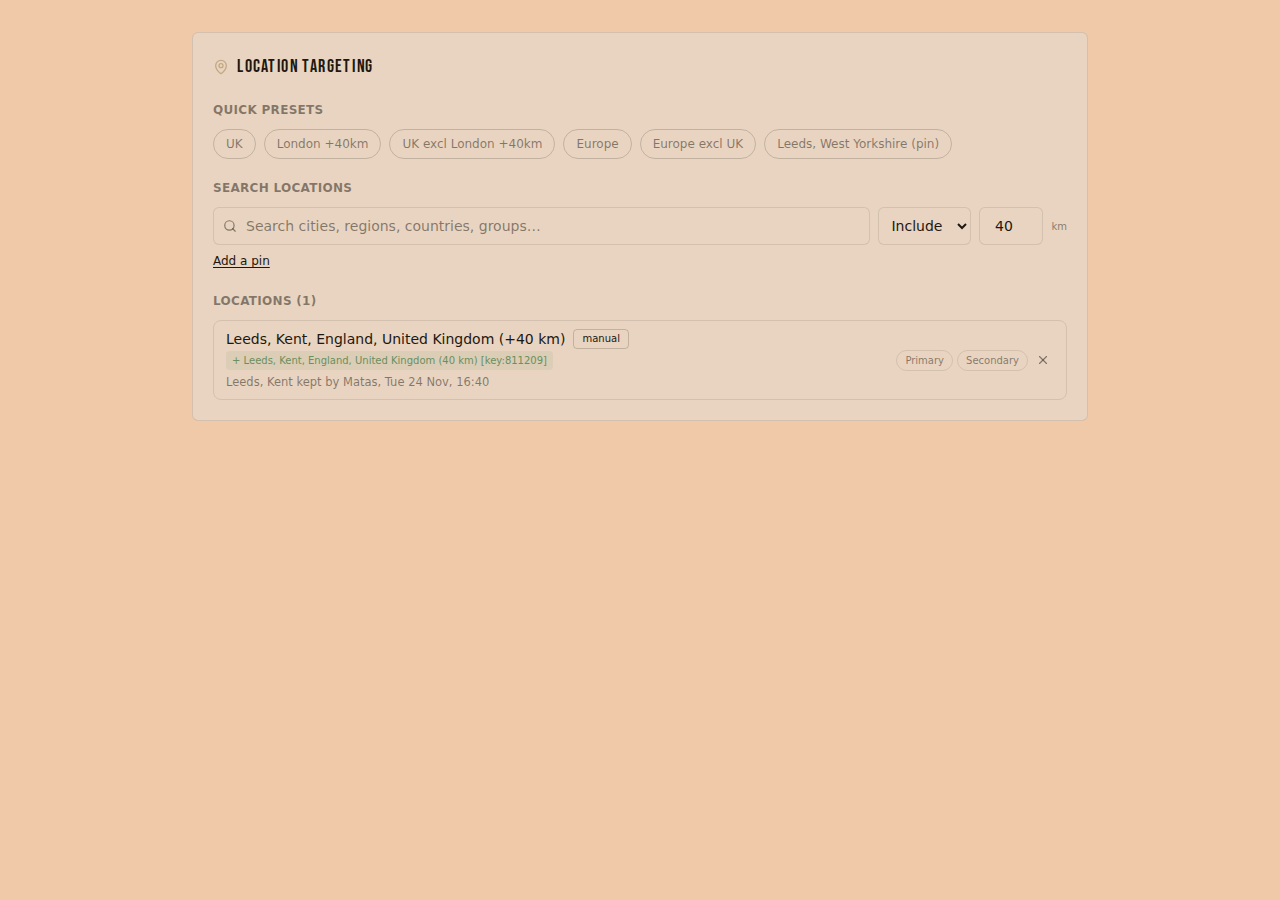 LOCATION TARGETING
QUICK PRESETS
UK London +40km UK excl London +40km Europe Europe excl UK Leeds, West Yorkshire (pin)
SEARCH LOCATIONS
Search cities, regions, countries, groups... Include 40 km
Add a pin
LOCATIONS (1)
Leeds, Kent, England, United Kingdom (+40 km) manual
+ Leeds, Kent, England, United Kingdom (40 km) [key:811209] Primary Secondary ×
Leeds, Kent kept by Matas, Tue 24 Nov, 16:40